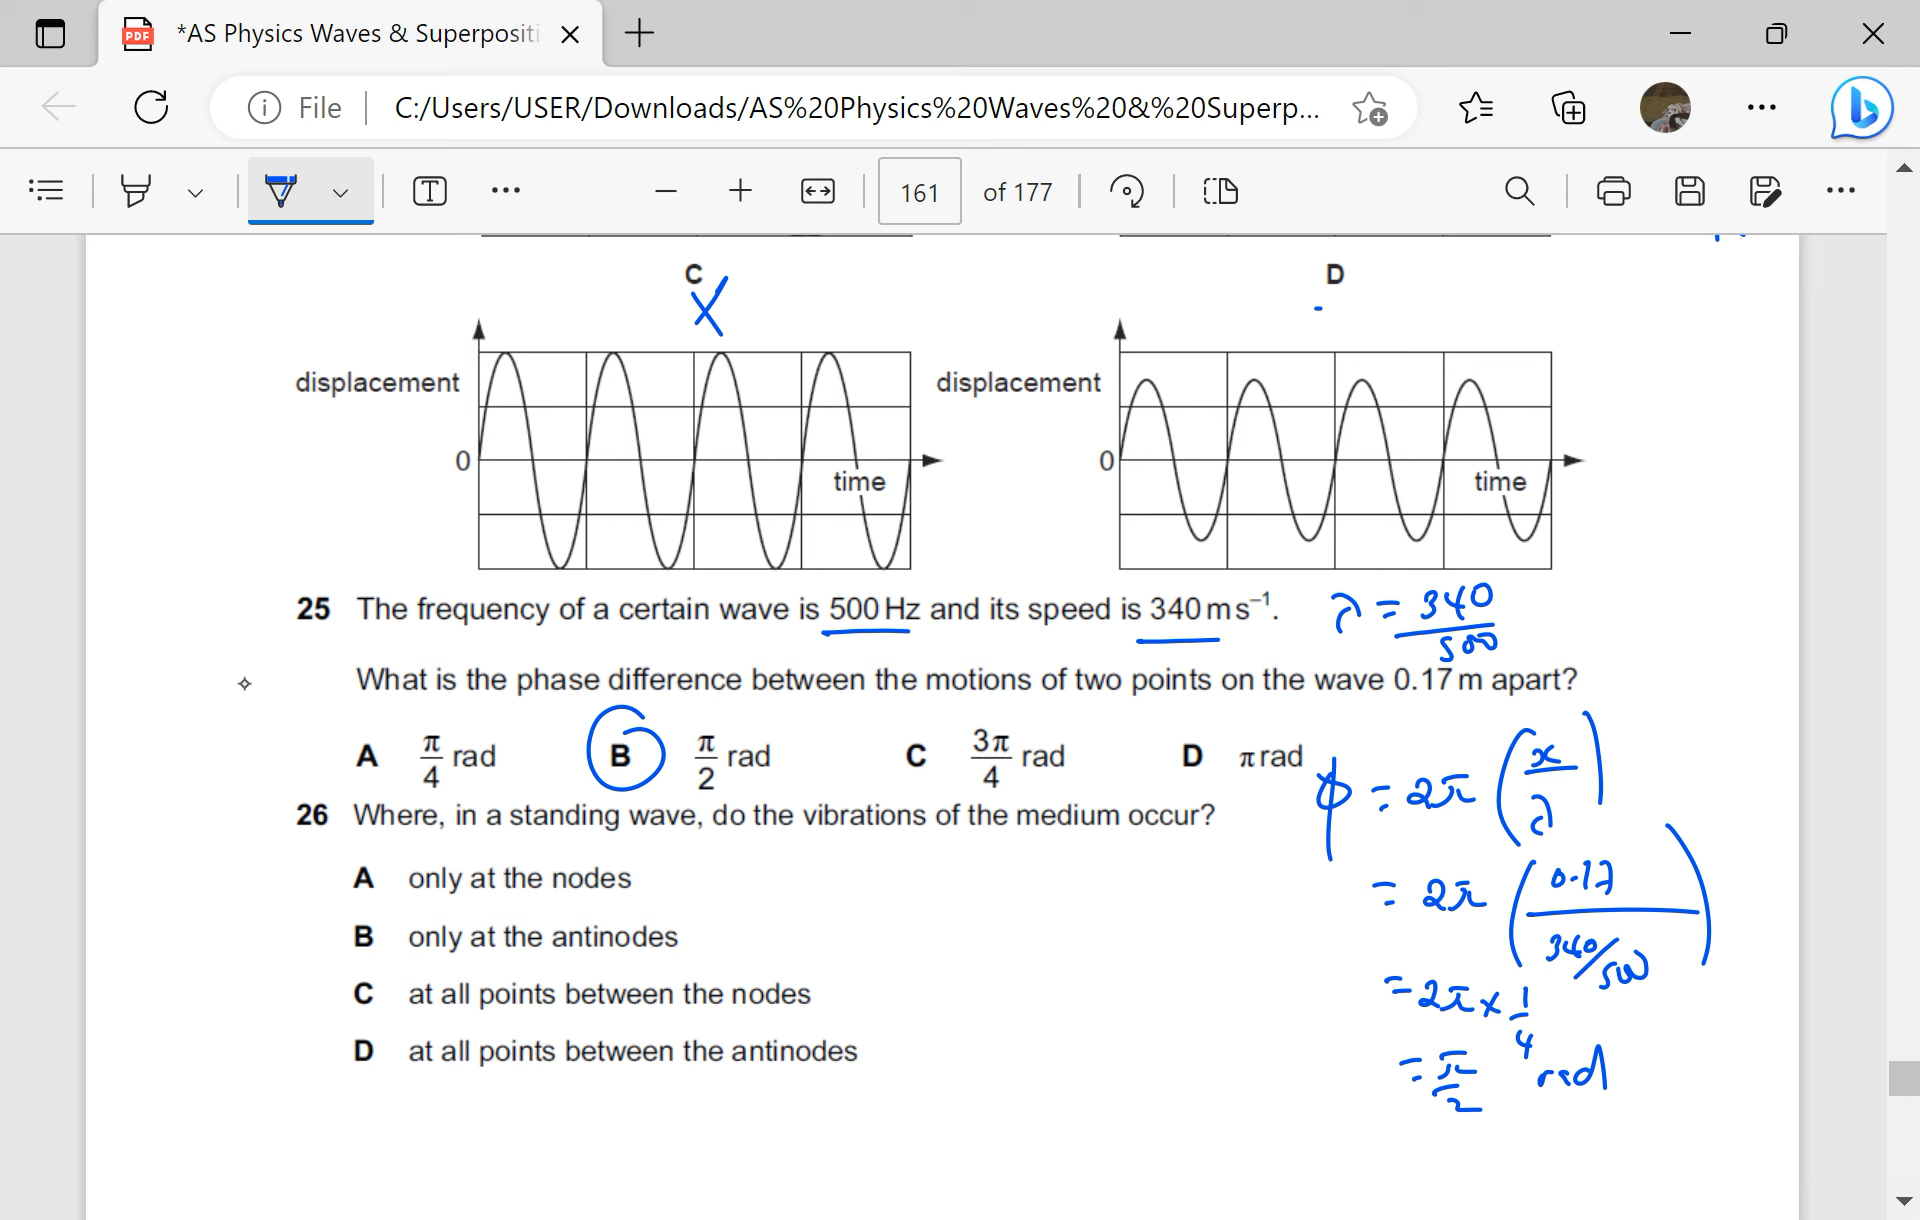 *AS Physics Waves & Superpositi
File
C:/Users/USER/Downloads/AS%20Physics%20Waves%20&%20Superp...
161 of 177
C D
X
displacement
0
time
displacement
0
time
25 The frequency of a certain wave is 500 Hz and its speed is 340 m s⁻¹.
λ = 340/500
What is the phase difference between the motions of two points on the wave 0.17 m apart?
A π/4 rad B π/2 rad C 3π/4 rad D π rad
ϕ = 2π (x/λ)
26 Where, in a standing wave, do the vibrations of the medium occur?
A only at the nodes
= 2π (0.17/(340/500))
B only at the antinodes
C at all points between the nodes
= 2π × 1/4
D at all points between the antinodes
= π/2 rad